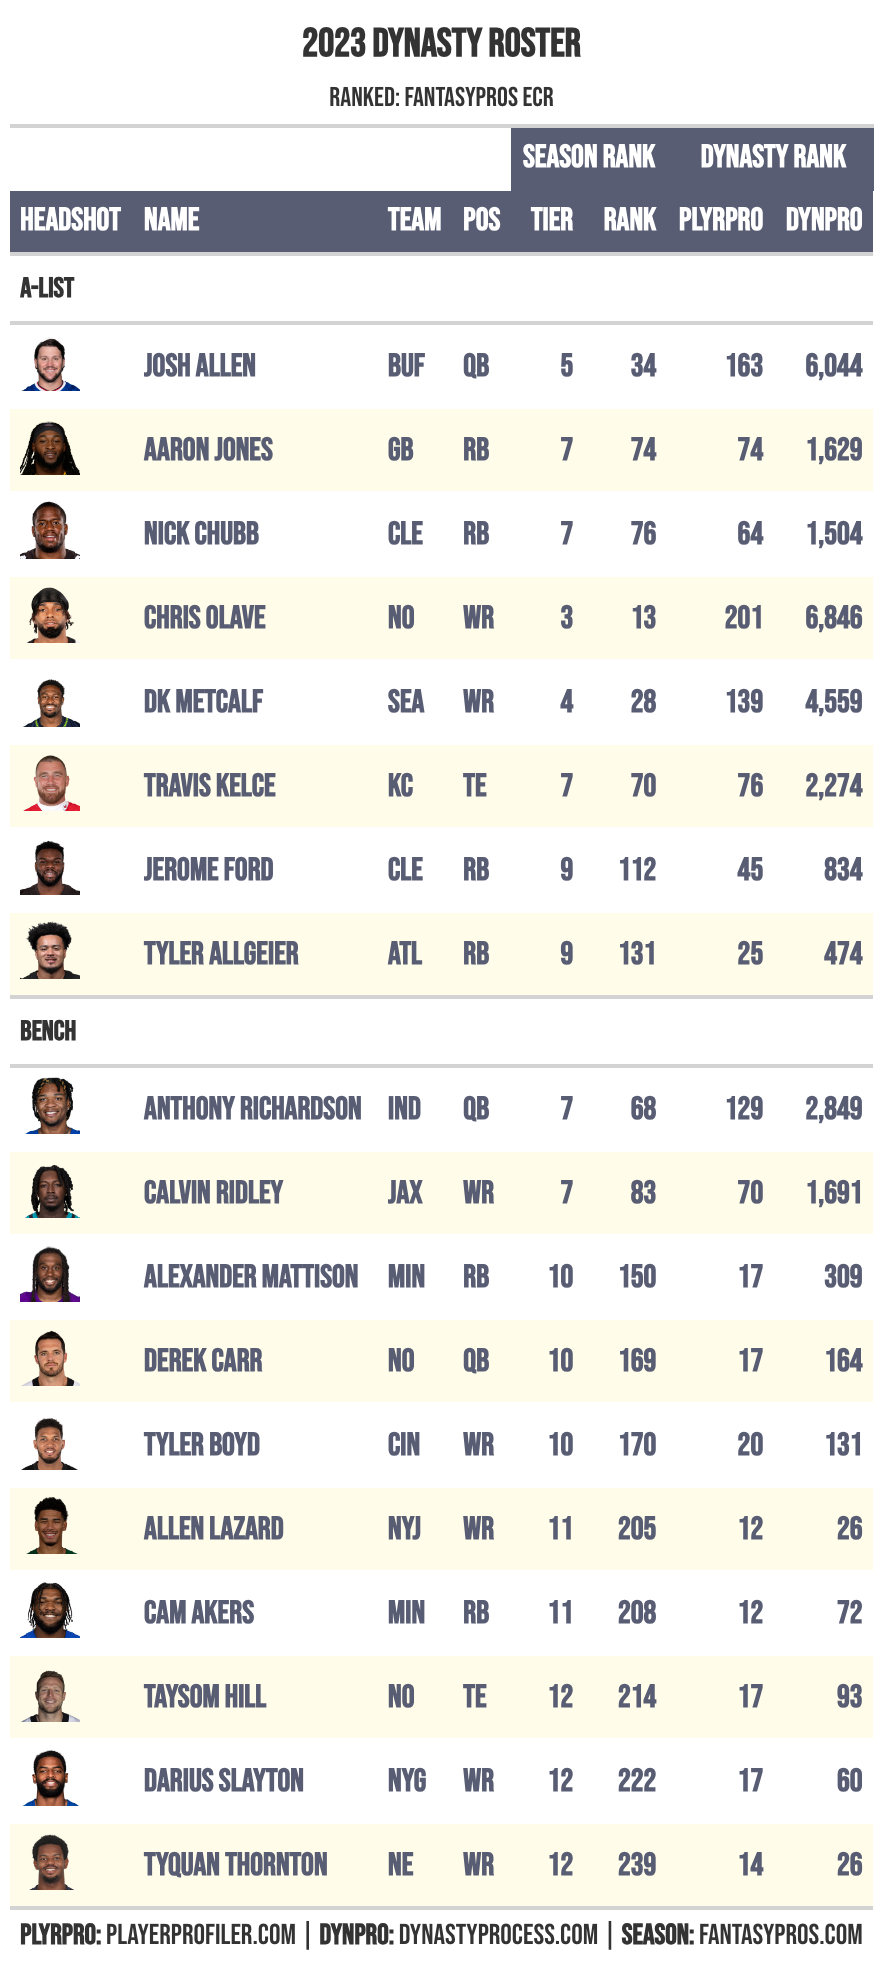 2023 DYNASTY ROSTER
RANKED: FANTASYPROS ECR
SEASON RANK DYNASTY RANK
HEADSHOT NAME TEAM POS TIER RANK PLYRPRO DYNPRO
A-LIST
JOSH ALLEN BUF QB 5 34 163 6,044
AARON JONES GB RB 7 74 74 1,629
NICK CHUBB CLE RB 7 76 64 1,504
CHRIS OLAVE NO WR 3 13 201 6,846
DK METCALF SEA WR 4 28 139 4,559
TRAVIS KELCE KC TE 7 70 76 2,274
JEROME FORD CLE RB 9 112 45 834
TYLER ALLGEIER ATL RB 9 131 25 474
BENCH
ANTHONY RICHARDSON IND QB 7 68 129 2,849
CALVIN RIDLEY JAX WR 7 83 70 1,691
ALEXANDER MATTISON MIN RB 10 150 17 309
DEREK CARR NO QB 10 169 17 164
TYLER BOYD CIN WR 10 170 20 131
ALLEN LAZARD NYJ WR 11 205 12 26
CAM AKERS MIN RB 11 208 12 72
TAYSOM HILL NO TE 12 214 17 93
DARIUS SLAYTON NYG WR 12 222 17 60
TYQUAN THORNTON NE WR 12 239 14 26
PLYRPRO: PLAYERPROFILER.COM | DYNPRO: DYNASTYPROCESS.COM | SEASON: FANTASYPROS.COM